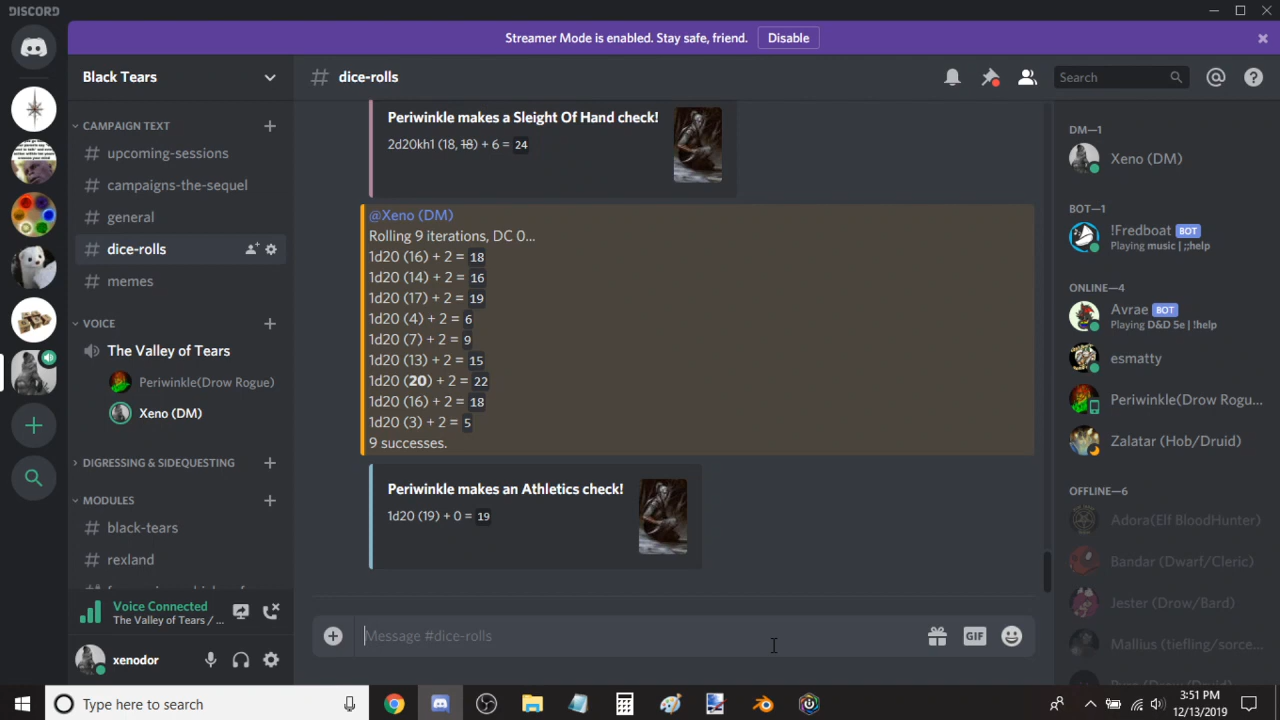 DISCORD
Streamer Mode is enabled. Stay safe, friend. Disable
Black Tears
dice-rolls
Search
CAMPAIGN TEXT
upcoming-sessions
campaigns-the-sequel
general
dice-rolls
memes
VOICE
The Valley of Tears
Periwinkle(Drow Rogue)
Xeno (DM)
DIGRESSING & SIDEQUESTING
MODULES
black-tears
rexland
Voice Connected
The Valley of Tears / ...
xenodor
Periwinkle makes a Sleight Of Hand check!
2d20kh1 (18, 18) + 6 = 24
@Xeno (DM)
Rolling 9 iterations, DC 0...
1d20 (16) + 2 = 18
1d20 (14) + 2 = 16
1d20 (17) + 2 = 19
1d20 (4) + 2 = 6
1d20 (7) + 2 = 9
1d20 (13) + 2 = 15
1d20 (20) + 2 = 22
1d20 (16) + 2 = 18
1d20 (3) + 2 = 5
9 successes.
Periwinkle makes an Athletics check!
1d20 (19) + 0 = 19
Message #dice-rolls
GIF
DM—1
Xeno (DM)
BOT—1
!Fredboat BOT
Playing music | ;;help
ONLINE—4
Avrae BOT
Playing D&D 5e | !help
esmatty
Periwinkle(Drow Rogu...
Zalatar (Hob/Druid)
OFFLINE—6
Adora(Elf BloodHunter)
Bandar (Dwarf/Cleric)
Jester (Drow/Bard)
Mallius (tiefling/sorce...
Type here to search
3:51 PM
12/13/2019